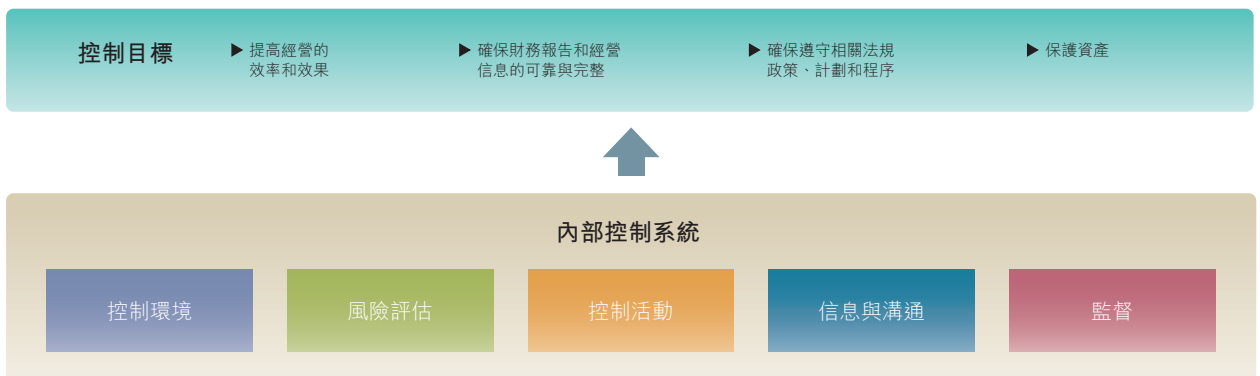 控制目標
▶ 提高經營的
效率和效果
▶ 確保財務報告和經營
信息的可靠與完整
▶ 確保遵守相關法規
政策、計劃和程序
▶ 保護資產
內部控制系統
控制環境
風險評估
控制活動
信息與溝通
監督